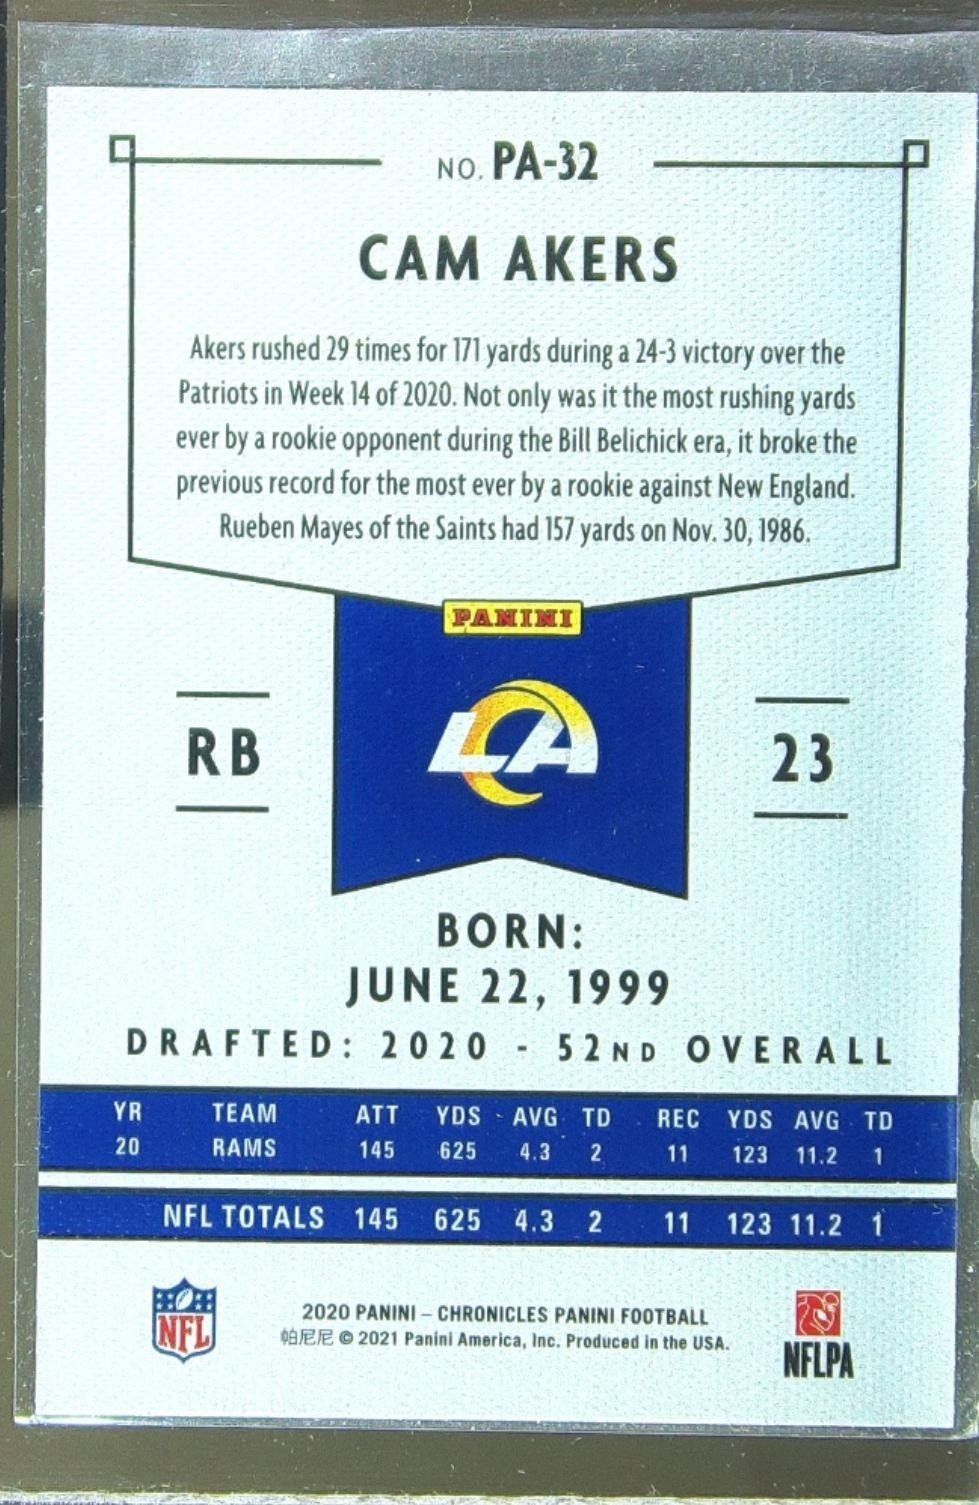 NO. PA-32
CAM AKERS
Akers rushed 29 times for 171 yards during a 24-3 victory over the
Patriots in Week 14 of 2020. Not only was it the most rushing yards
ever by a rookie opponent during the Bill Belichick era, it broke the
previous record for the most ever by a rookie against New England.
Rueben Mayes of the Saints had 157 yards on Nov. 30, 1986.
PANINI
LA
RB
23
BORN:
JUNE 22, 1999
DRAFTED: 2020 - 52ND OVERALL
YR TEAM ATT YDS AVG TD REC YDS AVG TD
20 RAMS 145 625 4.3 2 11 123 11.2 1
NFL TOTALS 145 625 4.3 2 11 123 11.2 1
NFL
2020 PANINI – CHRONICLES PANINI FOOTBALL
帕尼尼 © 2021 Panini America, Inc. Produced in the USA.
NFLPA